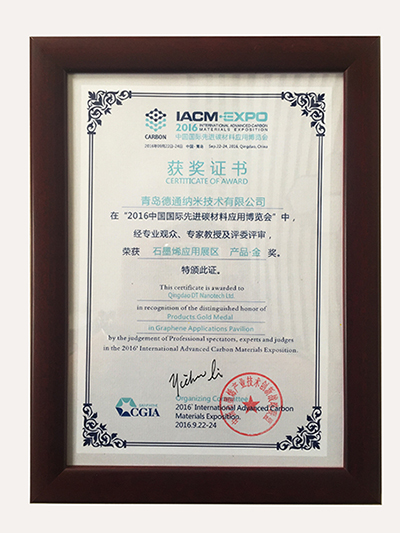 IACM-EXPO
CARBON
2016 INTERNATIONAL ADVANCED CARBON MATERIALS EXPOSITION
中国国际先进碳材料应用博览会
2016年09月22日-24日 中国·青岛 Sep.22-24, 2016, Qingdao, China
获奖证书
CERTIFICATE OF AWARD
青岛德通纳米技术有限公司
在“2016中国国际先进碳材料应用博览会”中，
经专业观众、专家教授及评委评审，
荣获 石墨烯应用展区 产品·金 奖。
特颁此证。
This certificate is awarded to
Qingdao DT Nanotech Ltd.
in recognition of the distinguished honor of
Products Gold Medal
in Graphene Applications Pavilion
by the judgement of Professional spectators, experts and judges
in the 2016' International Advanced Carbon Materials Exposition.
Organizing Committee
CGIA
2016' International Advanced Carbon
Materials Exposition.
2016.9.22-24